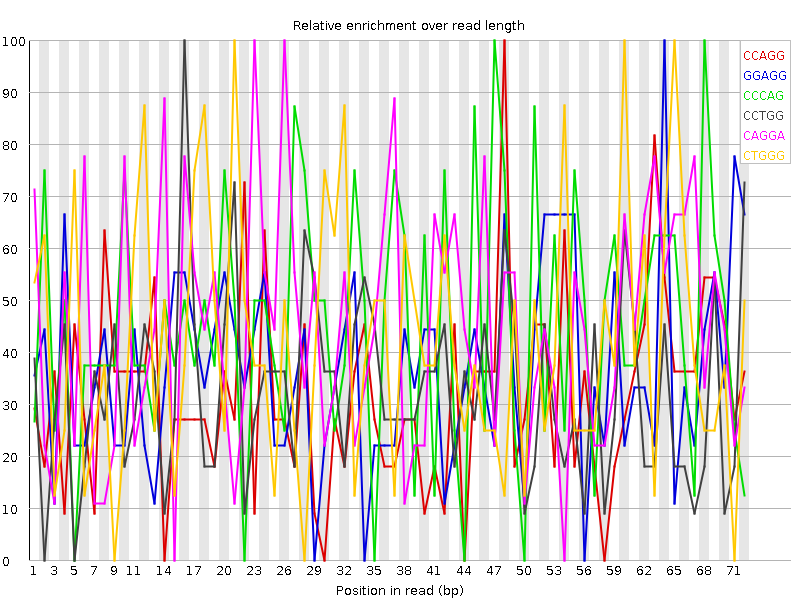 Relative enrichment over read length
100
90
80
70
60
50
40
30
20
10
0
CCAGG
GGAGG
CCCAG
CCTGG
CAGGA
CTGGG
1 3 5 7 9 11 14 17 20 23 26 29 32 35 38 41 44 47 50 53 56 59 62 65 68 71
Position in read (bp)